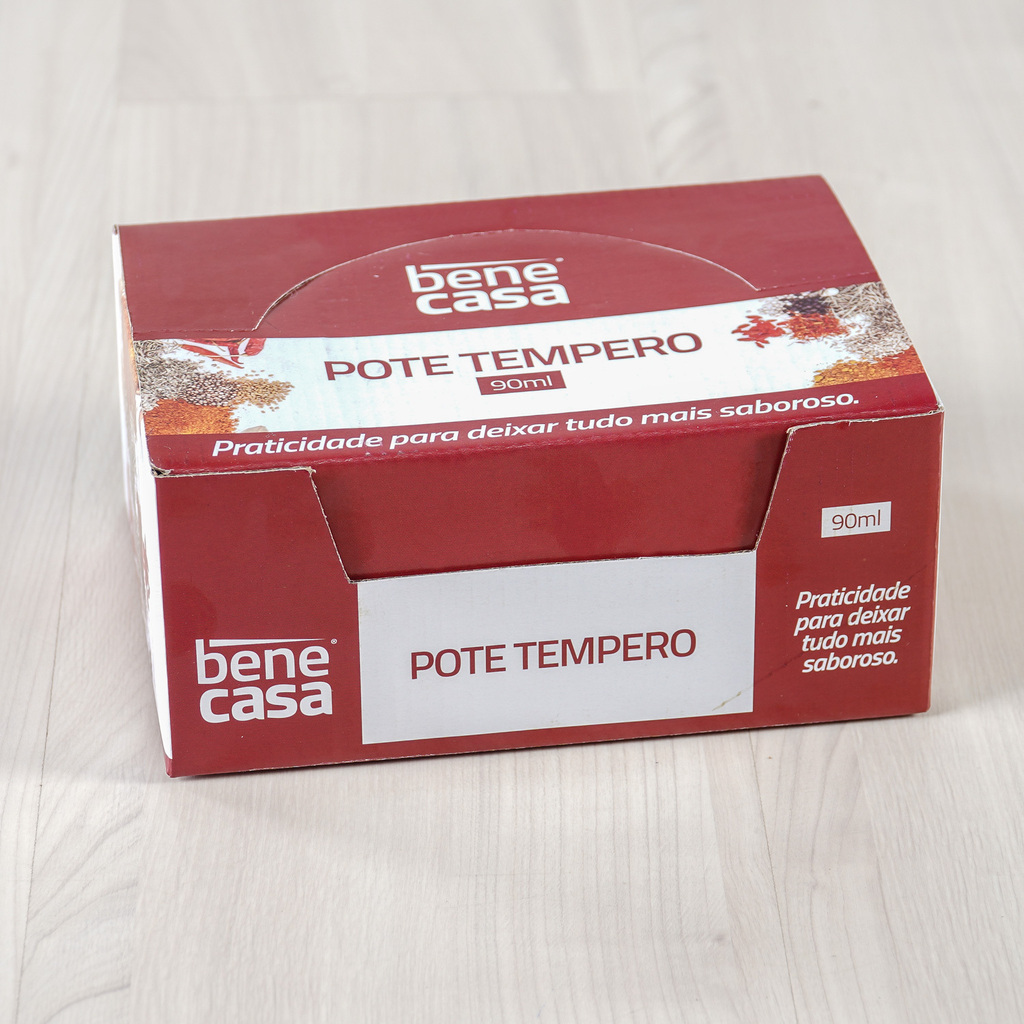 bene
casa
POTE TEMPERO
90ml
Praticidade para deixar tudo mais saboroso.
90ml
Praticidade
para deixar
tudo mais
saboroso.
bene
casa
POTE TEMPERO